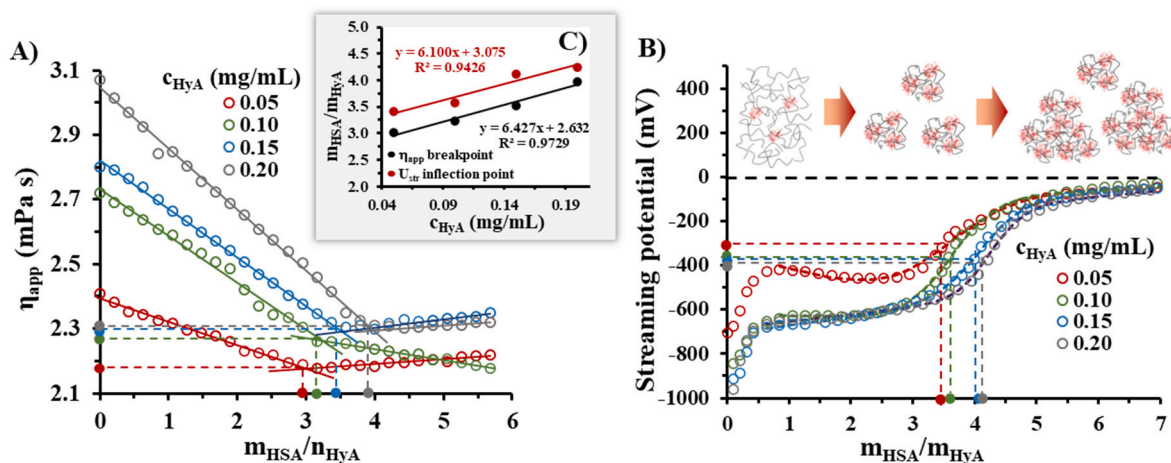 A)
3.1
2.9
2.7
2.5
2.3
2.1
η_app (mPa s)
c_HyA (mg/mL)
0.05
0.10
0.15
0.20
0 1 2 3 4 5 6
m_HSA/n_HyA
C)
5.0
4.5
4.0
3.5
3.0
2.5
2.0
m_HSA/m_HyA
y = 6.100x + 3.075
R² = 0.9426
y = 6.427x + 2.632
R² = 0.9729
η_app breakpoint
U_str inflection point
0.04 0.09 0.14 0.19
c_HyA (mg/mL)
B)
400
200
0
-200
-400
-600
-800
-1000
Streaming potential (mV)
c_HyA (mg/mL)
0.05
0.10
0.15
0.20
0 1 2 3 4 5 6 7
m_HSA/m_HyA